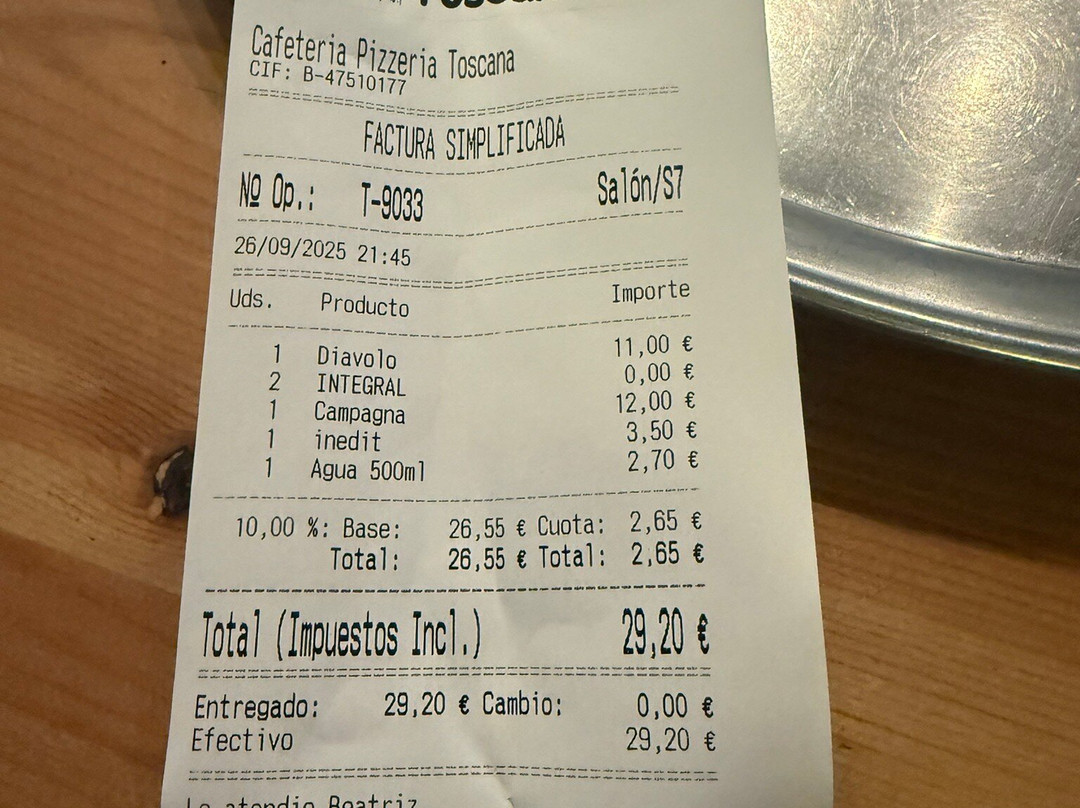 Cafeteria Pizzeria Toscana
CIF: B-47510177
FACTURA SIMPLIFICADA
Nº Op.: T-9033 Salón/S7
26/09/2025 21:45
Uds. Producto Importe
1 Diavolo 11,00 €
2 INTEGRAL 0,00 €
1 Campagna 12,00 €
1 inedit 3,50 €
1 Agua 500ml 2,70 €
10,00 %: Base: 26,55 € Cuota: 2,65 €
Total: 26,55 € Total: 2,65 €
Total (Impuestos Incl.) 29,20 €
Entregado: 29,20 € Cambio: 0,00 €
Efectivo 29,20 €
Le atendio Beatriz